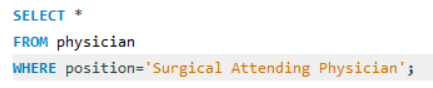 SELECT *
FROM physician
WHERE position='Surgical Attending Physician';